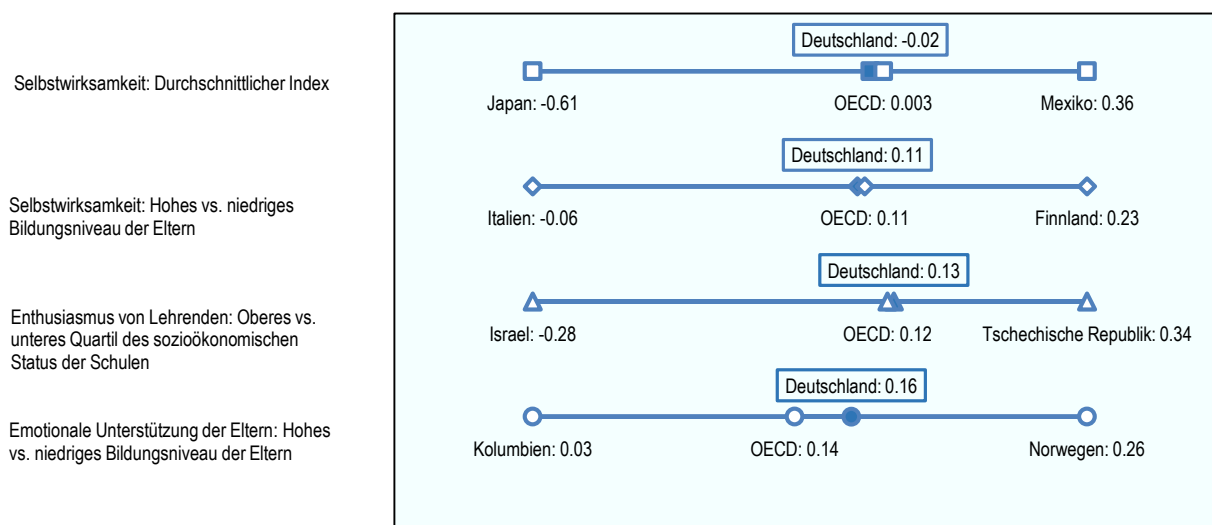 Deutschland: -0.02
Selbstwirksamkeit: Durchschnittlicher Index
Japan: -0.61
OECD: 0.003
Mexiko: 0.36
Deutschland: 0.11
Selbstwirksamkeit: Hohes vs. niedriges
Bildungsniveau der Eltern
Italien: -0.06
OECD: 0.11
Finnland: 0.23
Deutschland: 0.13
Enthusiasmus von Lehrenden: Oberes vs.
unteres Quartil des sozioökonomischen
Status der Schulen
Israel: -0.28
OECD: 0.12
Tschechische Republik: 0.34
Deutschland: 0.16
Emotionale Unterstützung der Eltern: Hohes
vs. niedriges Bildungsniveau der Eltern
Kolumbien: 0.03
OECD: 0.14
Norwegen: 0.26